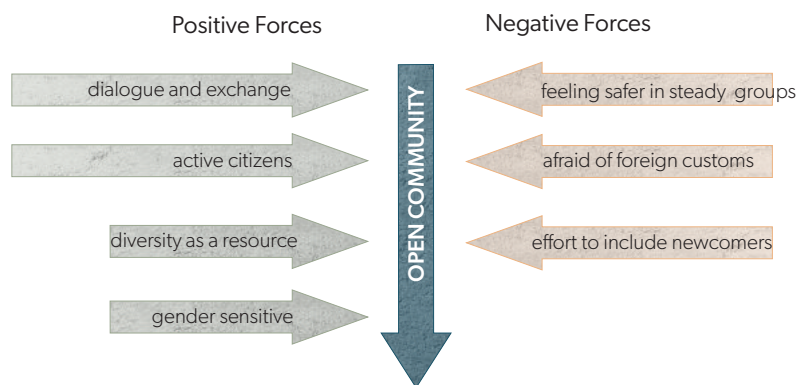 Positive Forces
Negative Forces
dialogue and exchange
active citizens
diversity as a resource
gender sensitive
OPEN COMMUNITY
feeling safer in steady groups
afraid of foreign customs
effort to include newcomers